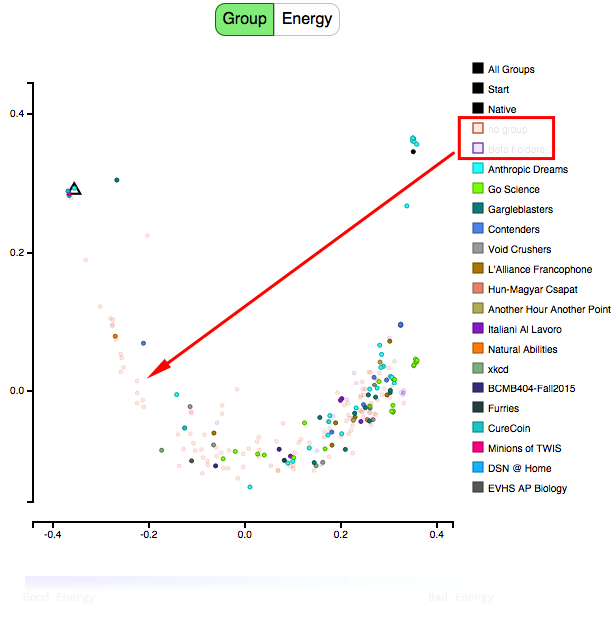 Group Energy
All Groups
Start
Native
no group
Beta Folders
Anthropic Dreams
Go Science
Gargleblasters
Contenders
Void Crushers
L'Alliance Francophone
Hun-Magyar Csapat
Another Hour Another Point
Italiani Al Lavoro
Natural Abilities
xkcd
BCMB404-Fall2015
Furries
CureCoin
Minions of TWIS
DSN @ Home
EVHS AP Biology
0.4
0.2
0.0
-0.4 -0.2 0.0 0.2 0.4
Good Energy Bad Energy